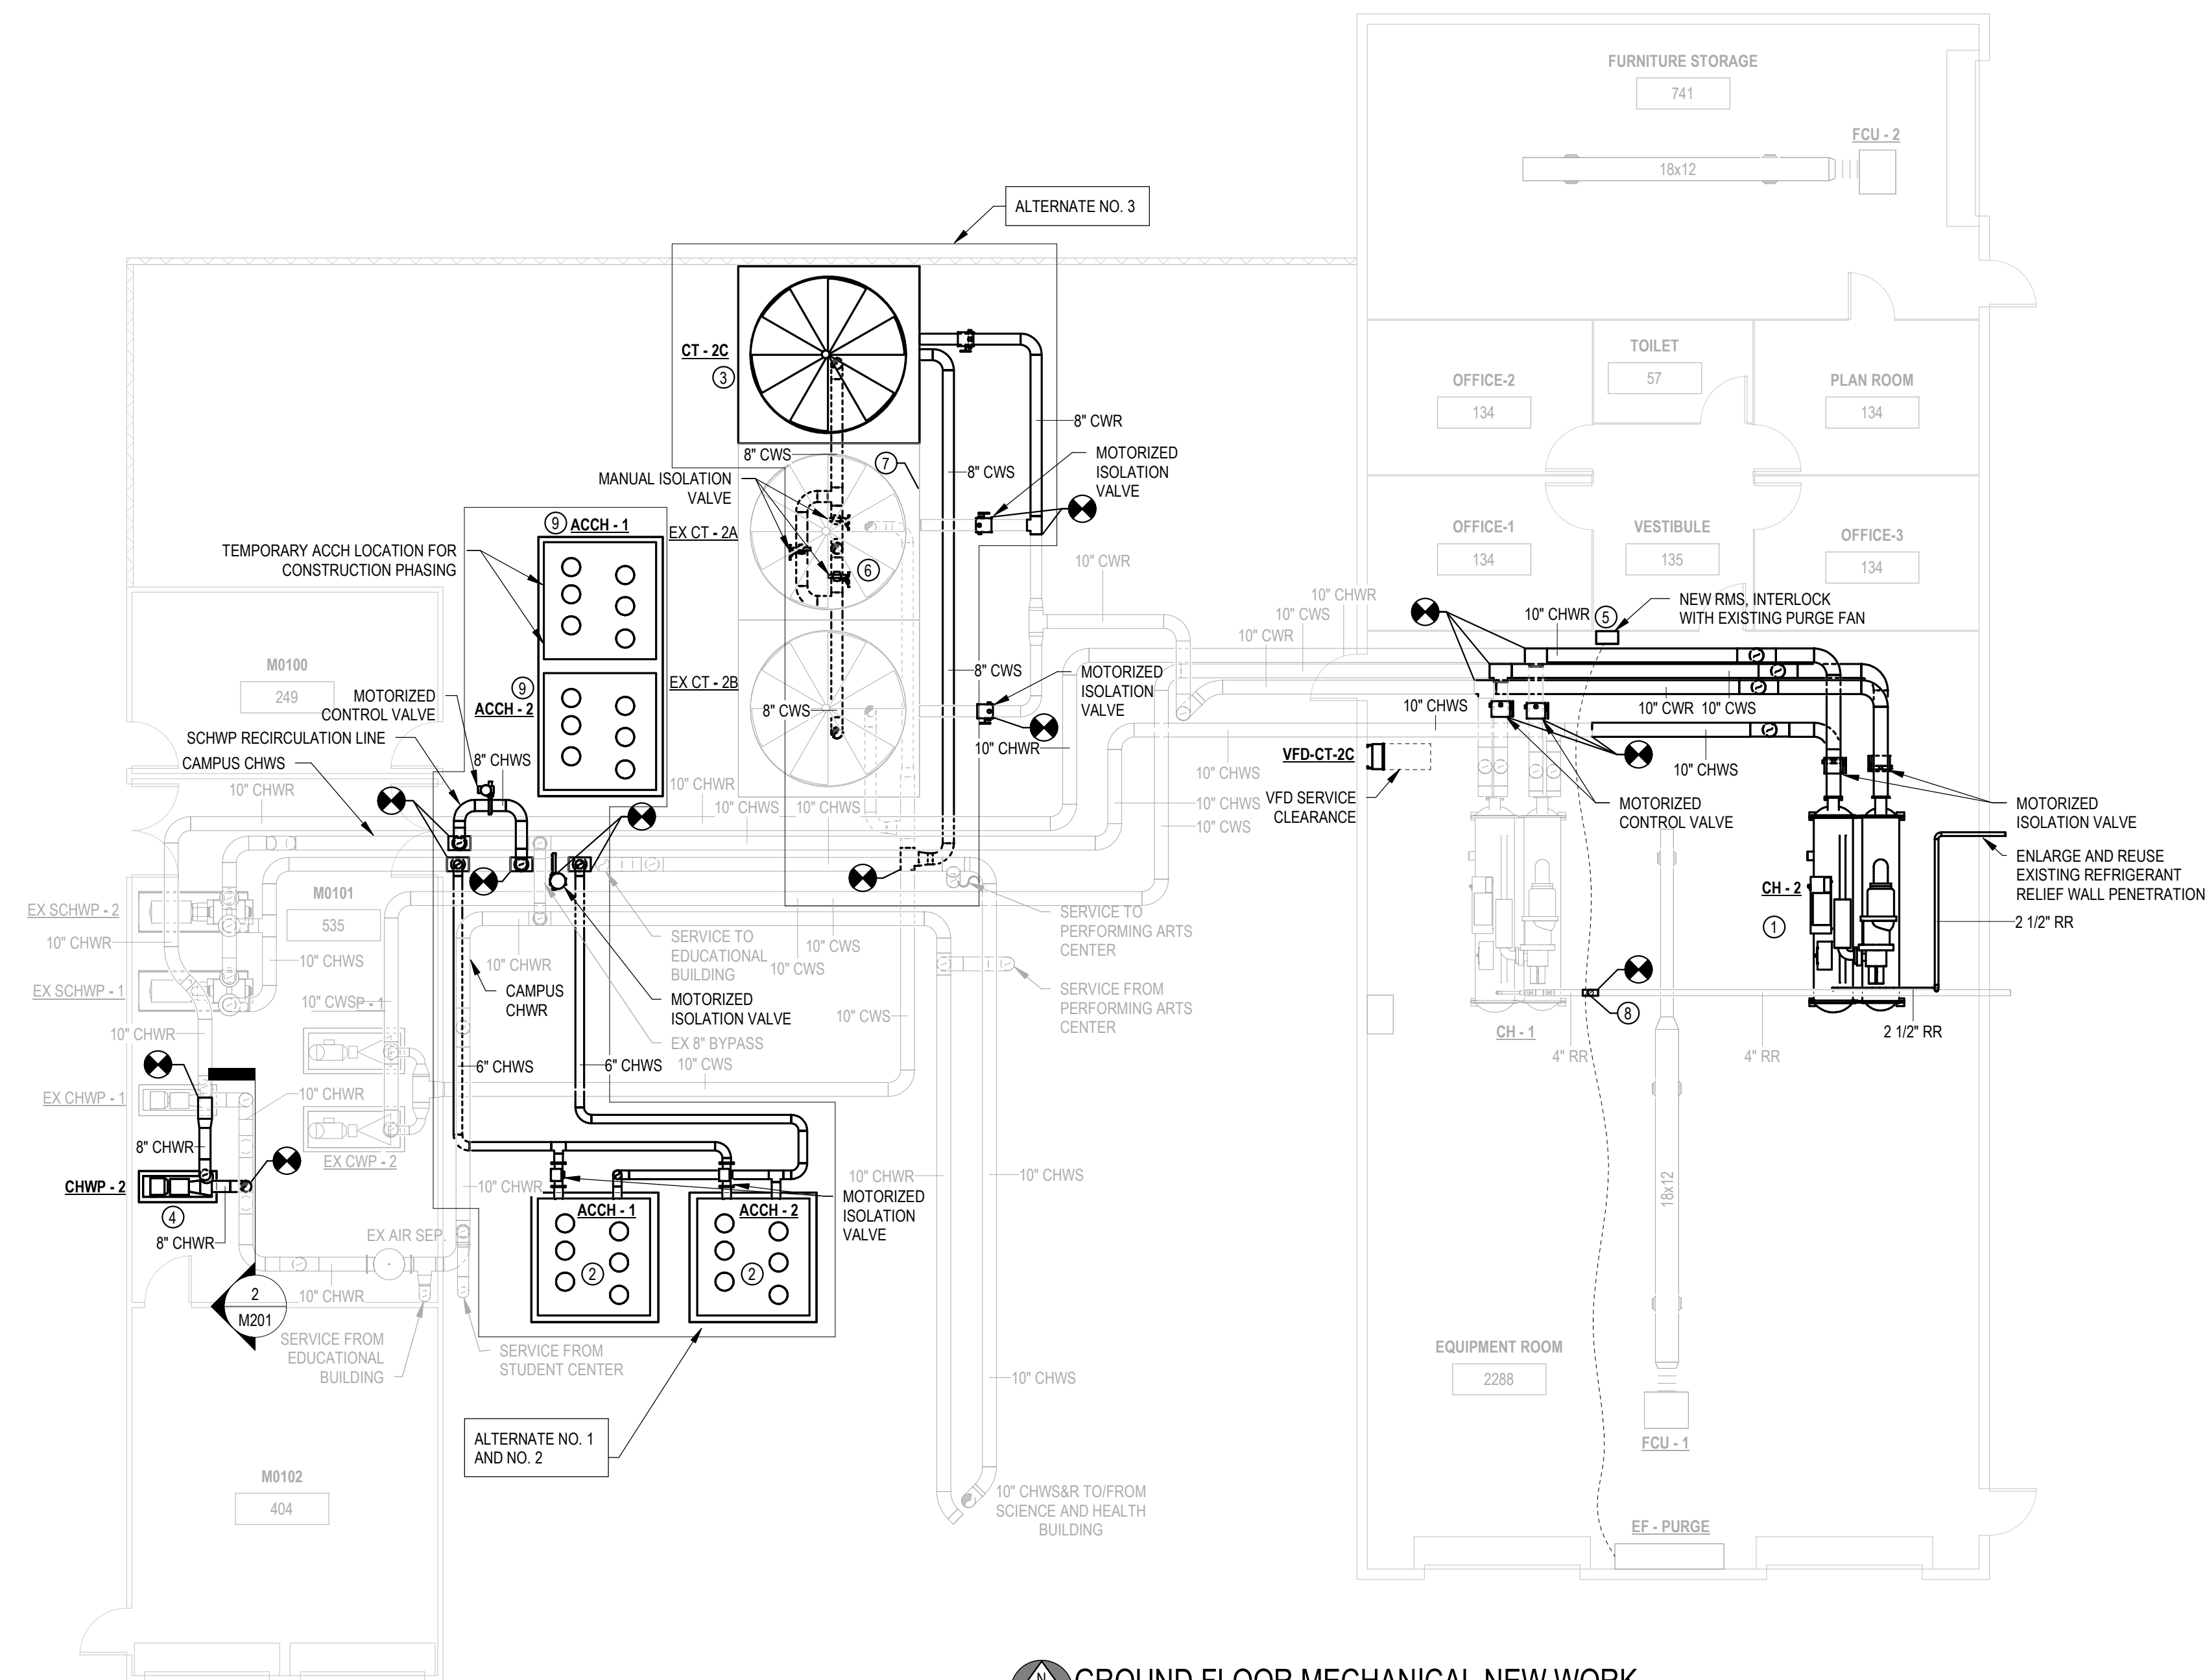 FURNITURE STORAGE
741
FCU - 2
18x12
ALTERNATE NO. 3
CT - 2C
3
TOILET
57
OFFICE-2
134
PLAN ROOM
134
8" CWR
8" CWS
7
8" CWS
MOTORIZED
ISOLATION
VALVE
MANUAL ISOLATION
VALVE
9
ACCH - 1
EX CT - 2A
TEMPORARY ACCH LOCATION FOR
CONSTRUCTION PHASING
6
OFFICE-1
134
VESTIBULE
135
OFFICE-3
134
10" CWR
10" CHWR
10" CWS
10" CWR
10" CHWR
5
NEW RMS, INTERLOCK
WITH EXISTING PURGE FAN
M0100
249
MOTORIZED
CONTROL VALVE
9
ACCH - 2
EX CT - 2B
8" CWS
8" CWS
MOTORIZED
ISOLATION
VALVE
10" CHWR
SCHWP RECIRCULATION LINE
CAMPUS CHWS
8" CHWS
10" CHWR
10" CHWR
10" CHWS
10" CHWS
10" CHWS
10" CHWS
10" CWS
VFD-CT-2C
VFD SERVICE
CLEARANCE
10" CHWS
10" CWR
10" CWS
10" CHWS
MOTORIZED
CONTROL VALVE
MOTORIZED
ISOLATION VALVE
ENLARGE AND REUSE
EXISTING REFRIGERANT
RELIEF WALL PENETRATION
CH - 2
1
2 1/2" RR
2 1/2" RR
M0101
535
EX SCHWP - 2
10" CHWR
10" CHWS
EX SCHWP - 1
10" CWS
P - 1
10" CHWR
10" CHWR
CAMPUS
CHWR
SERVICE TO
EDUCATIONAL
BUILDING
MOTORIZED
ISOLATION VALVE
EX 8" BYPASS
10" CWS
10" CWS
10" CWS
10" CWS
SERVICE TO
PERFORMING ARTS
CENTER
SERVICE FROM
PERFORMING ARTS
CENTER
8
CH - 1
4" RR
4" RR
6" CHWS
6" CHWS
EX CHWP - 1
10" CHWR
8" CHWR
EX CWP - 2
CHWP - 2
4
8" CHWR
10" CHWR
10" CHWR
10" CHWS
18x12
MOTORIZED
ISOLATION
VALVE
ACCH - 1
ACCH - 2
2
2
EX AIR SEP.
10" CHWR
2
M201
SERVICE FROM
EDUCATIONAL
BUILDING
SERVICE FROM
STUDENT CENTER
10" CHWS
EQUIPMENT ROOM
2288
FCU - 1
ALTERNATE NO. 1
AND NO. 2
M0102
404
10" CHWS&R TO/FROM
SCIENCE AND HEALTH
BUILDING
EF - PURGE
N
GROUND FLOOR MECHANICAL NEW WORK